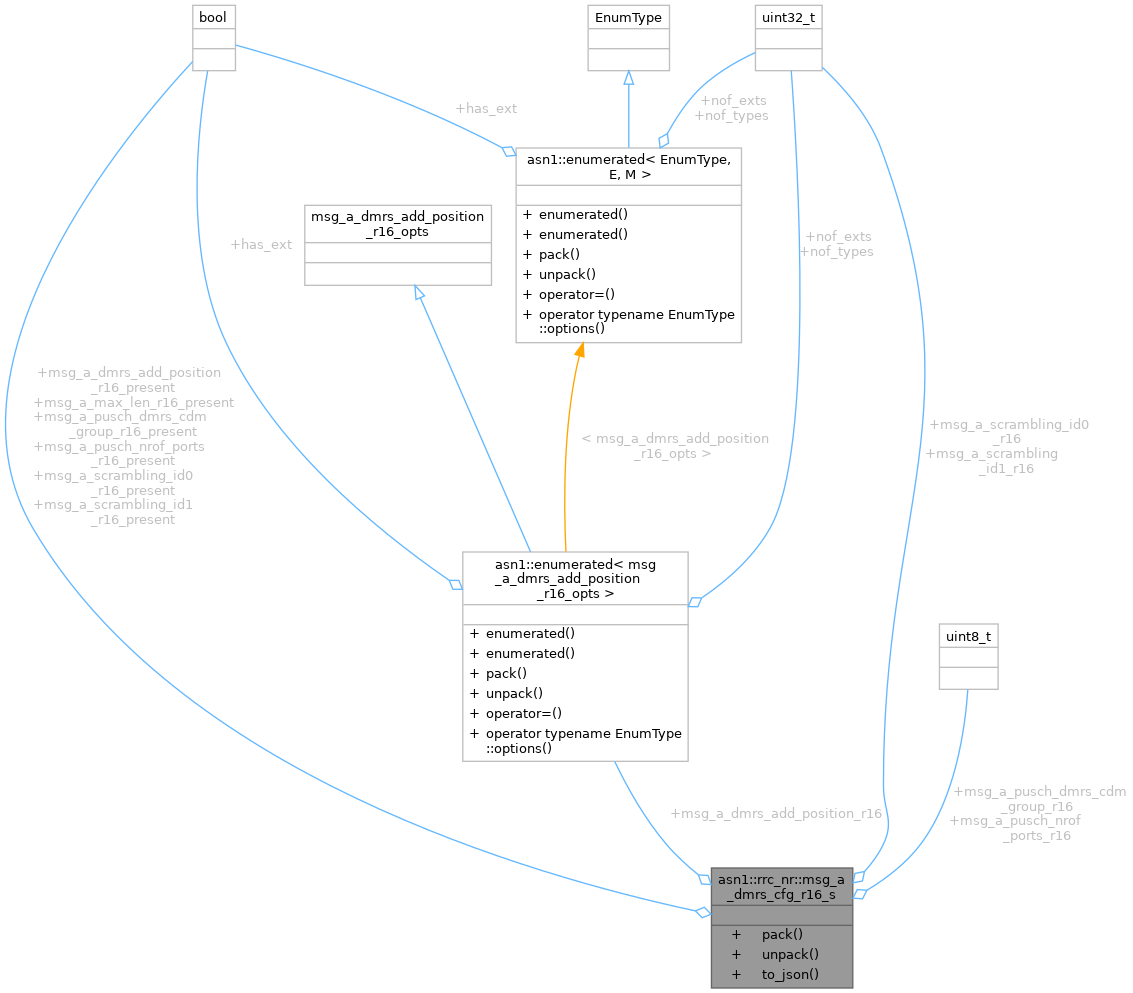 bool
EnumType
uint32_t
+has_ext
+nof_exts
+nof_types
asn1::enumerated< EnumType,
E, M >
+ enumerated()
+ enumerated()
+ pack()
+ unpack()
+ operator=()
+ operator typename EnumType
::options()
msg_a_dmrs_add_position
_r16_opts
+has_ext
+nof_exts
+nof_types
+msg_a_dmrs_add_position
_r16_present
+msg_a_max_len_r16_present
+msg_a_pusch_dmrs_cdm
_group_r16_present
+msg_a_pusch_nrof_ports
_r16_present
+msg_a_scrambling_id0
_r16_present
+msg_a_scrambling_id1
_r16_present
< msg_a_dmrs_add_position
_r16_opts >
+msg_a_scrambling_id0
_r16
+msg_a_scrambling
_id1_r16
asn1::enumerated< msg
_a_dmrs_add_position
_r16_opts >
+ enumerated()
+ enumerated()
+ pack()
+ unpack()
+ operator=()
+ operator typename EnumType
::options()
uint8_t
+msg_a_dmrs_add_position_r16
+msg_a_pusch_dmrs_cdm
_group_r16
+msg_a_pusch_nrof
_ports_r16
asn1::rrc_nr::msg_a
_dmrs_cfg_r16_s
+ pack()
+ unpack()
+ to_json()